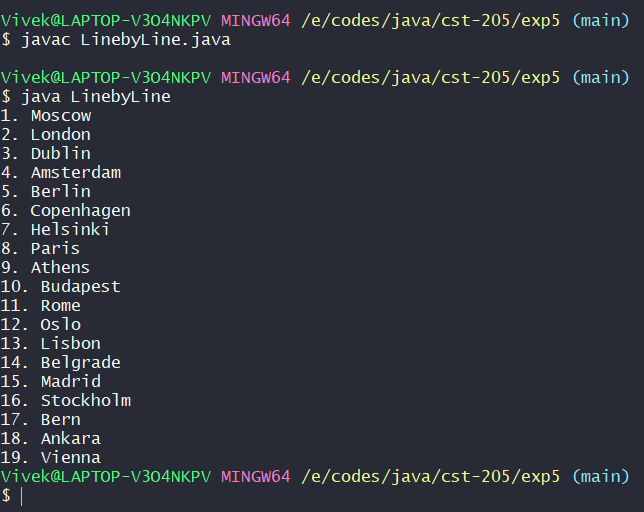 Vivek@LAPTOP-V3O4NKPV MINGW64 /e/codes/java/cst-205/exp5 (main)
$ javac LinebyLine.java
Vivek@LAPTOP-V3O4NKPV MINGW64 /e/codes/java/cst-205/exp5 (main)
$ java LinebyLine
1. Moscow
2. London
3. Dublin
4. Amsterdam
5. Berlin
6. Copenhagen
7. Helsinki
8. Paris
9. Athens
10. Budapest
11. Rome
12. Oslo
13. Lisbon
14. Belgrade
15. Madrid
16. Stockholm
17. Bern
18. Ankara
19. Vienna
Vivek@LAPTOP-V3O4NKPV MINGW64 /e/codes/java/cst-205/exp5 (main)
$